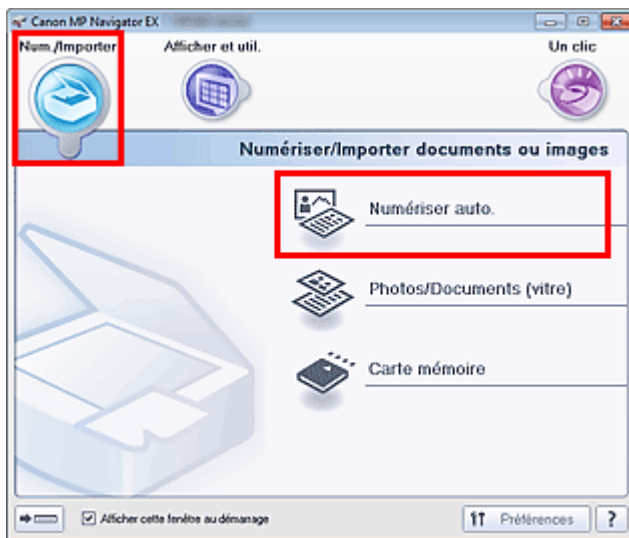 Canon MP Navigator EX
Num./Importer
Afficher et util.
Un clic
Numériser/Importer documents ou images
Numériser auto.
Photos/Documents (vitre)
Carte mémoire
Afficher cette fenêtre au démarrage
Préférences
?